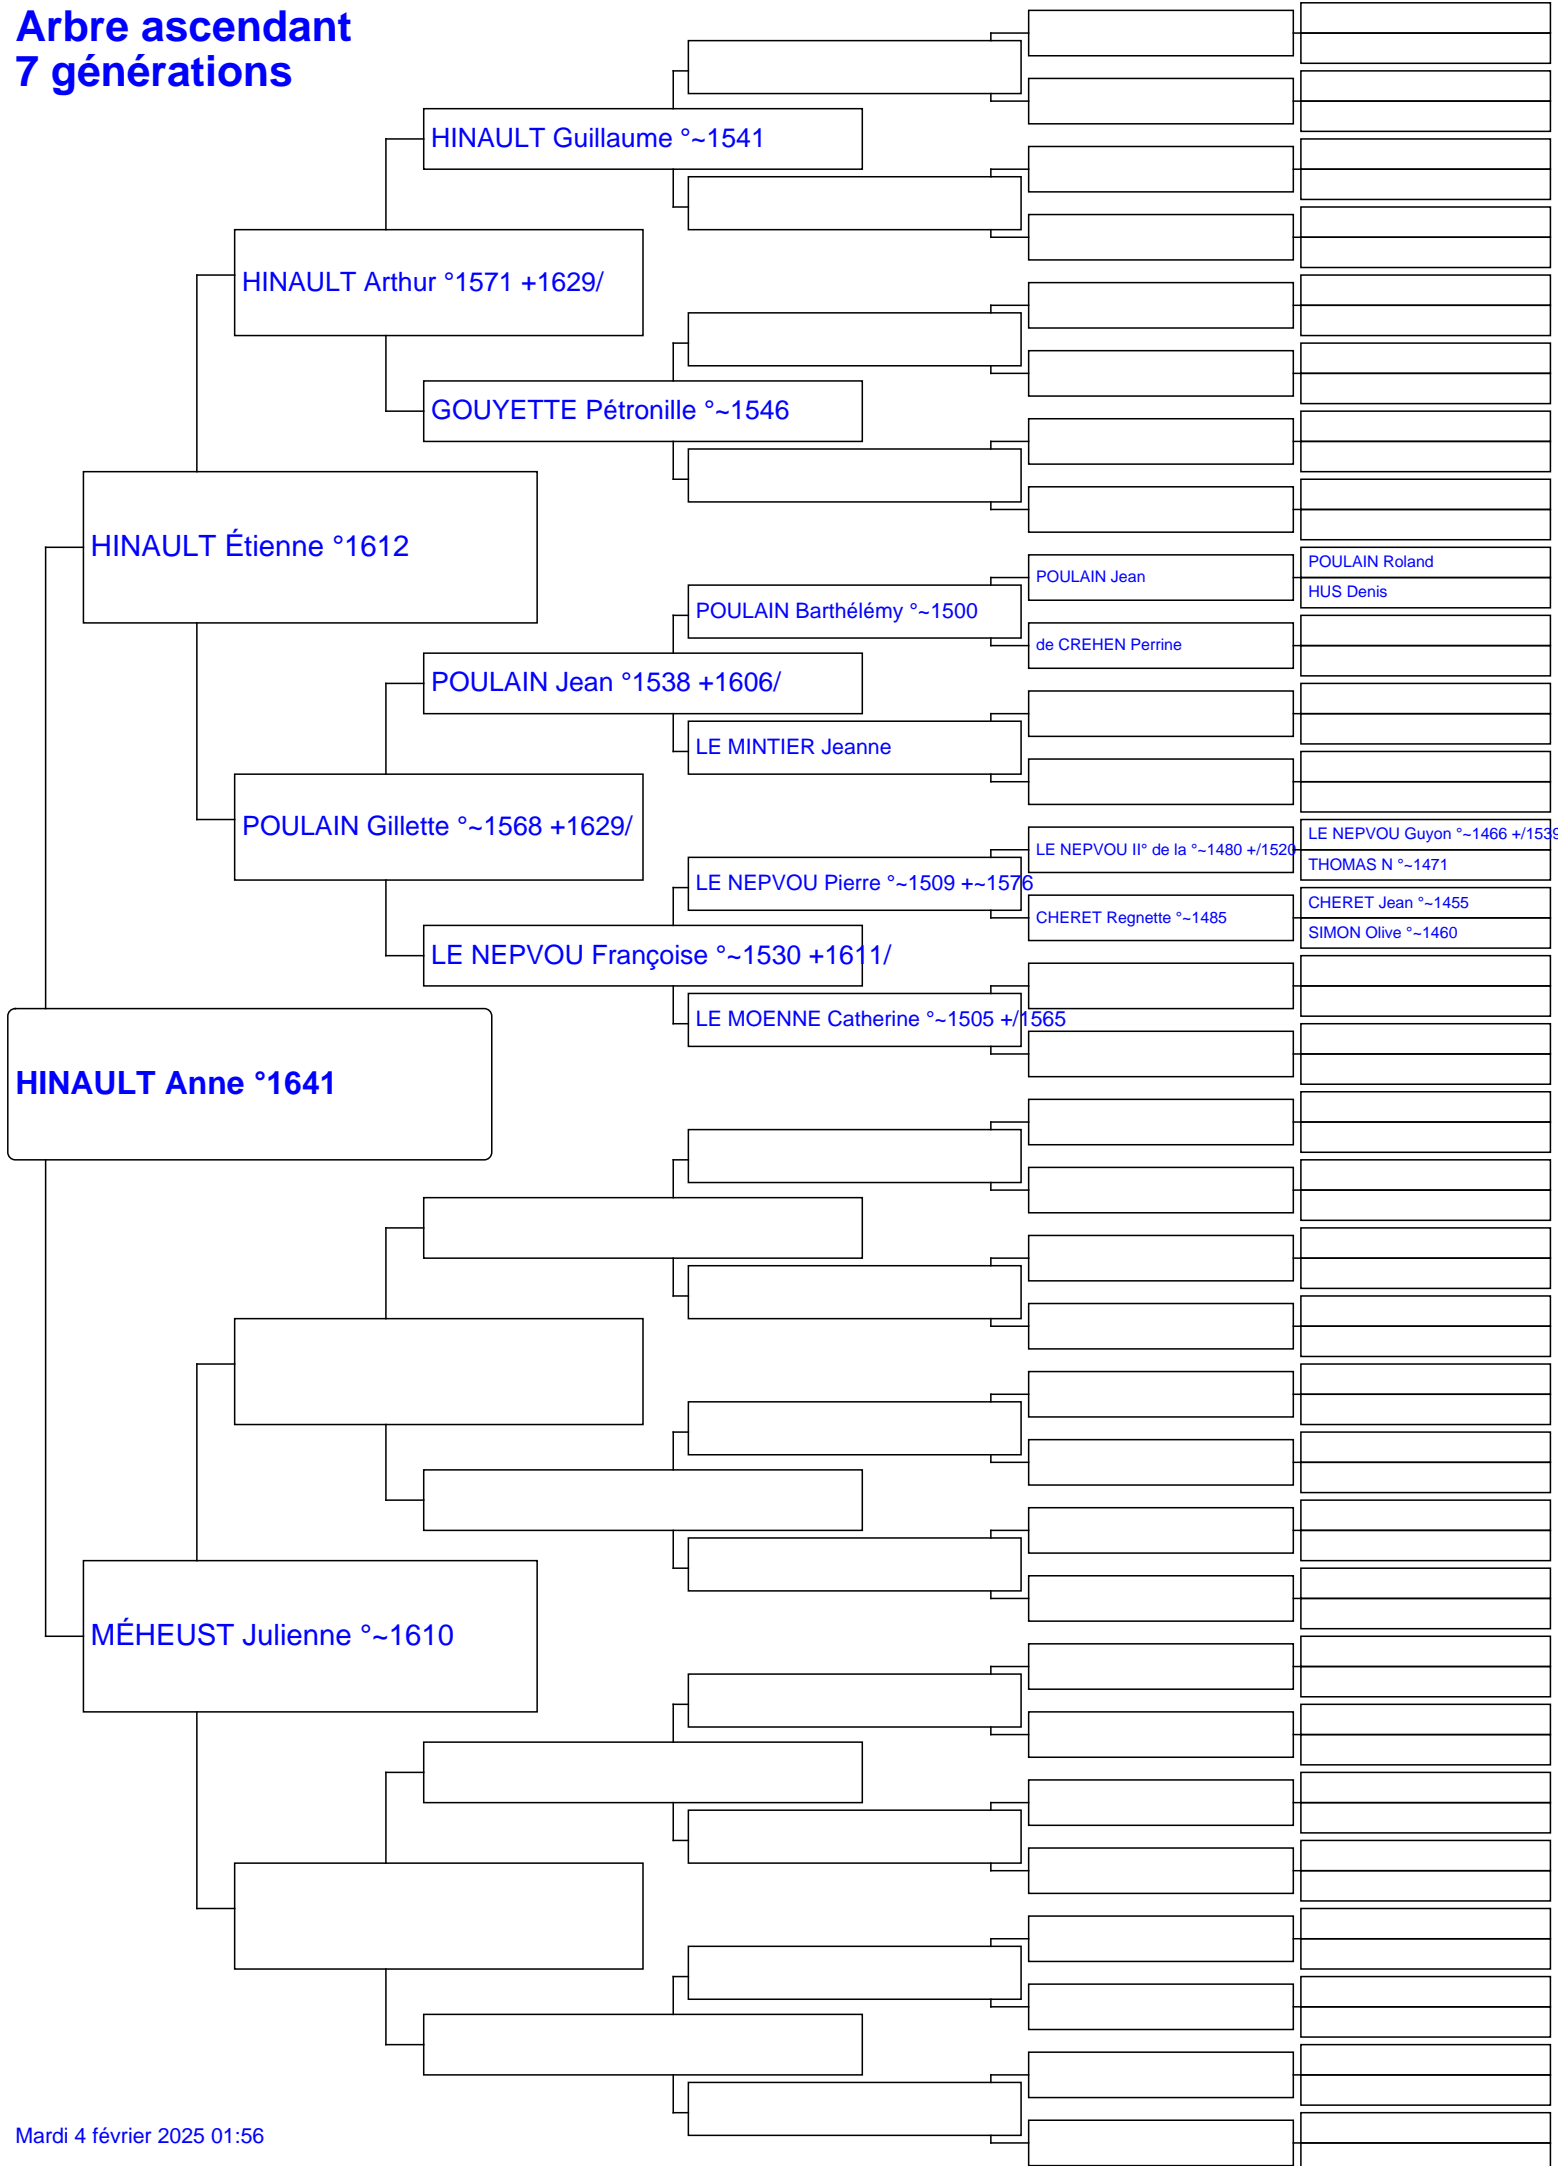 Arbre ascendant
7 générations
HINAULT Guillaume °~1541
HINAULT Arthur °1571 +1629/
GOUYETTE Pétronille °~1546
HINAULT Étienne °1612
POULAIN Roland
POULAIN Jean
HUS Denis
POULAIN Barthélémy °~1500
de CREHEN Perrine
POULAIN Jean °1538 +1606/
LE MINTIER Jeanne
POULAIN Gillette °~1568 +1629/
LE NEPVOU Guyon °~1466 +/1539
LE NEPVOU II° de la °~1480 +/1520
THOMAS N °~1471
LE NEPVOU Pierre °~1509 +~1576
CHERET Jean °~1455
CHERET Regnette °~1485
SIMON Olive °~1460
LE NEPVOU Françoise °~1530 +1611/
LE MOENNE Catherine °~1505 +/1565
HINAULT Anne °1641
MÉHEUST Julienne °~1610
Mardi 4 février 2025 01:56